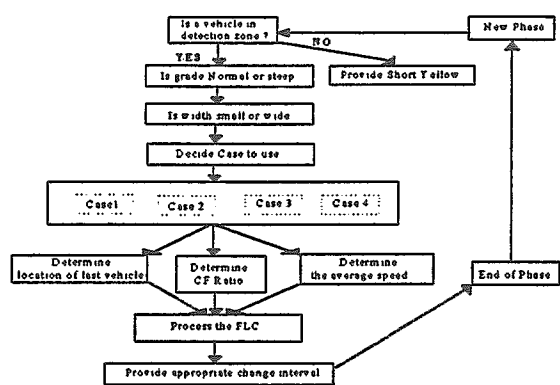 Is a vehicle in
detection zone ?
New Phase
NO
YES
Is grade Normal or steep
Provide Short Yellow
Is width small or wide
Decide Case to use
Case1
Case 2
Case 3
Case 4
Determine
location of last vehicle
Determine
CF Ratio
Determine
the average speed
End of Phase
Process the FLC
Provide appropriate change interval